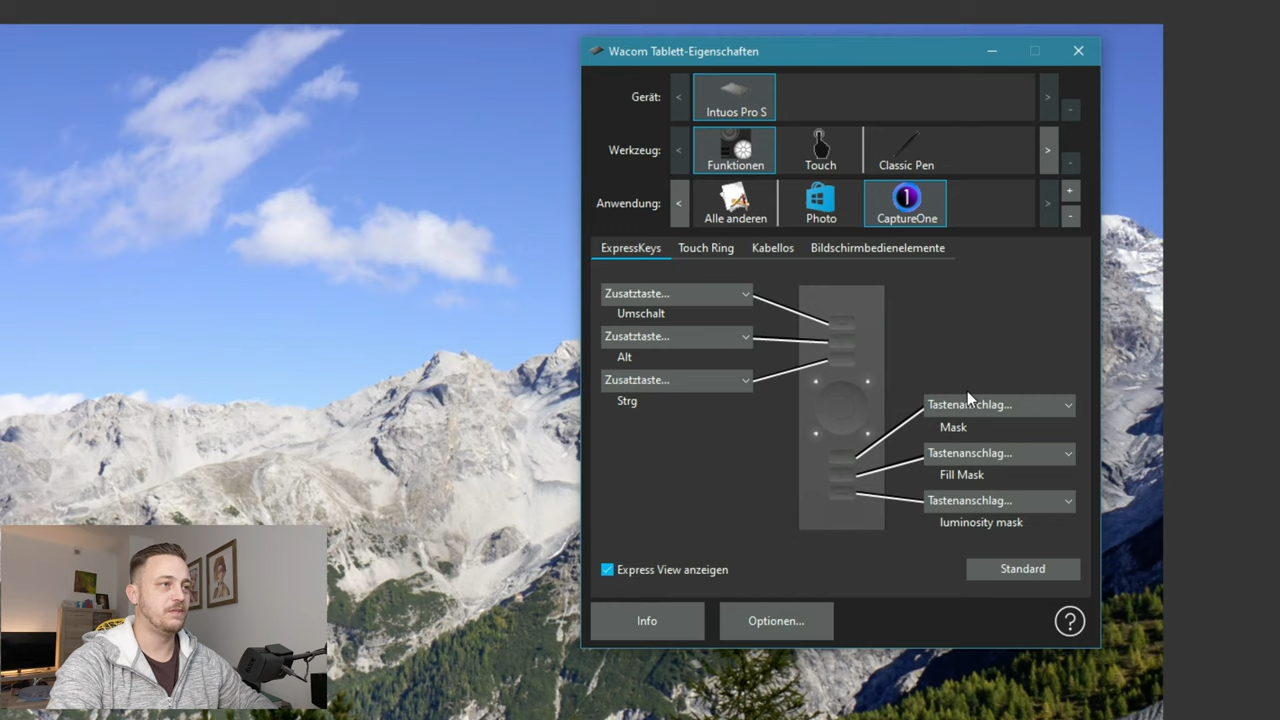 Wacom Tablett-Eigenschaften
Gerät:
Intuos Pro S
Werkzeug:
Funktionen
Touch
Classic Pen
Anwendung:
Alle anderen
Photo
CaptureOne
ExpressKeys
Touch Ring
Kabellos
Bildschirmbedienelemente
Zusatztaste...
Umschalt
Zusatztaste...
Alt
Zusatztaste...
Strg
Tastenanschlag...
Mask
Tastenanschlag...
Fill Mask
Tastenanschlag...
luminosity mask
Express View anzeigen
Standard
Info
Optionen...